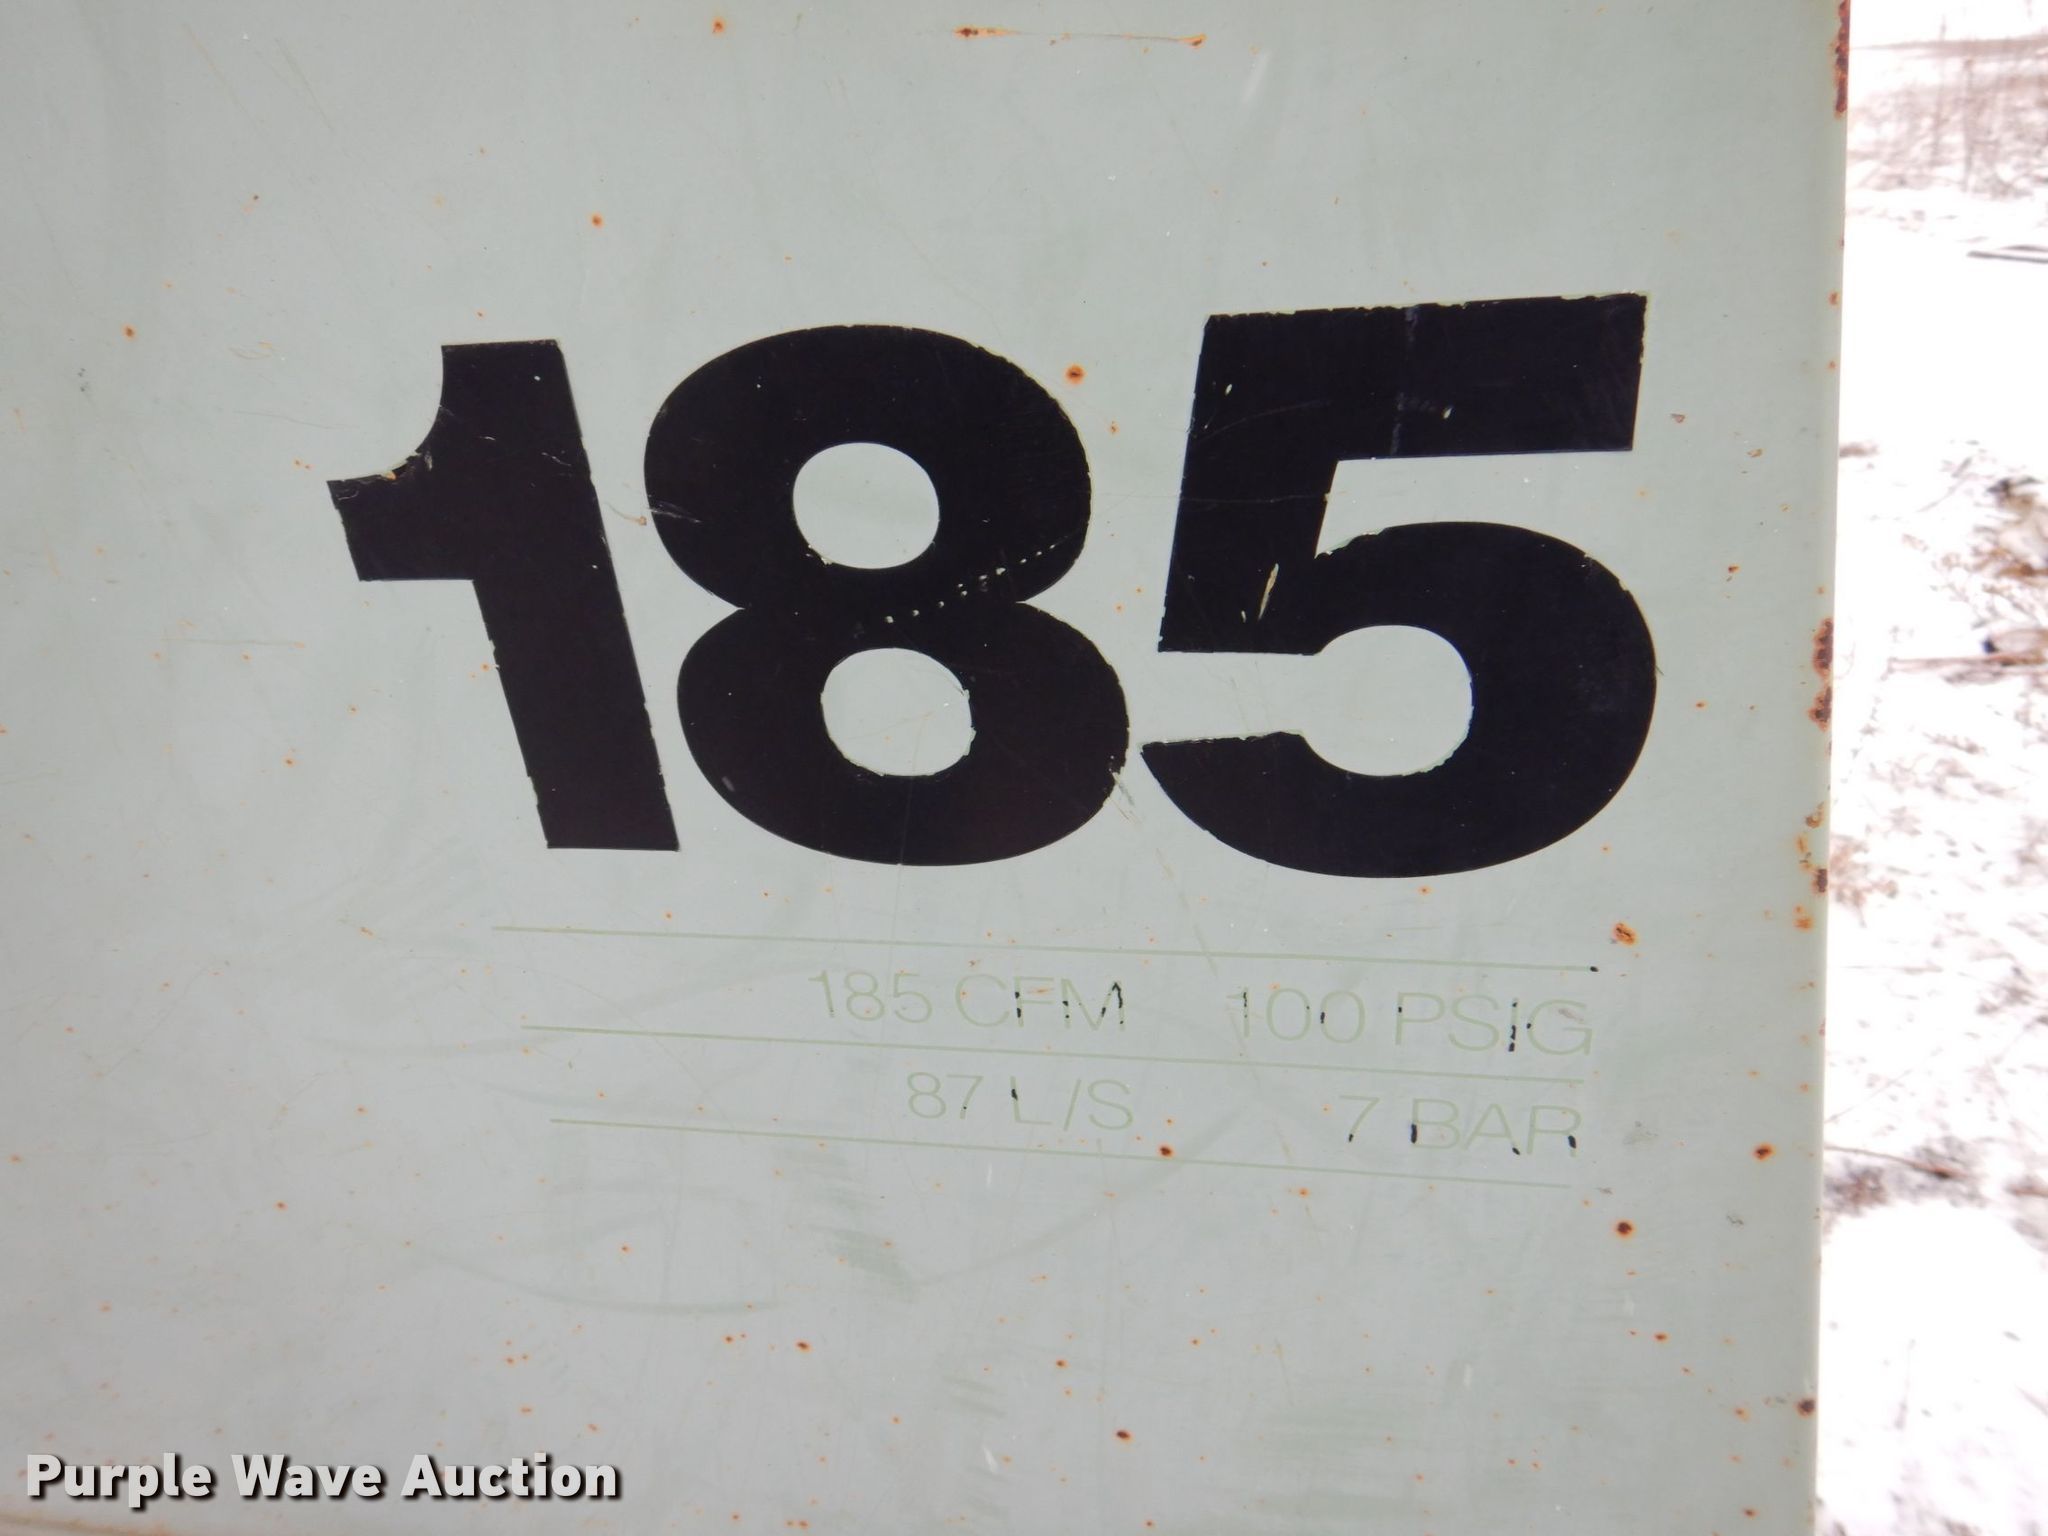 185
185 CFM 100 PSIG
87 L/S 7 BAR
Purple Wave Auction